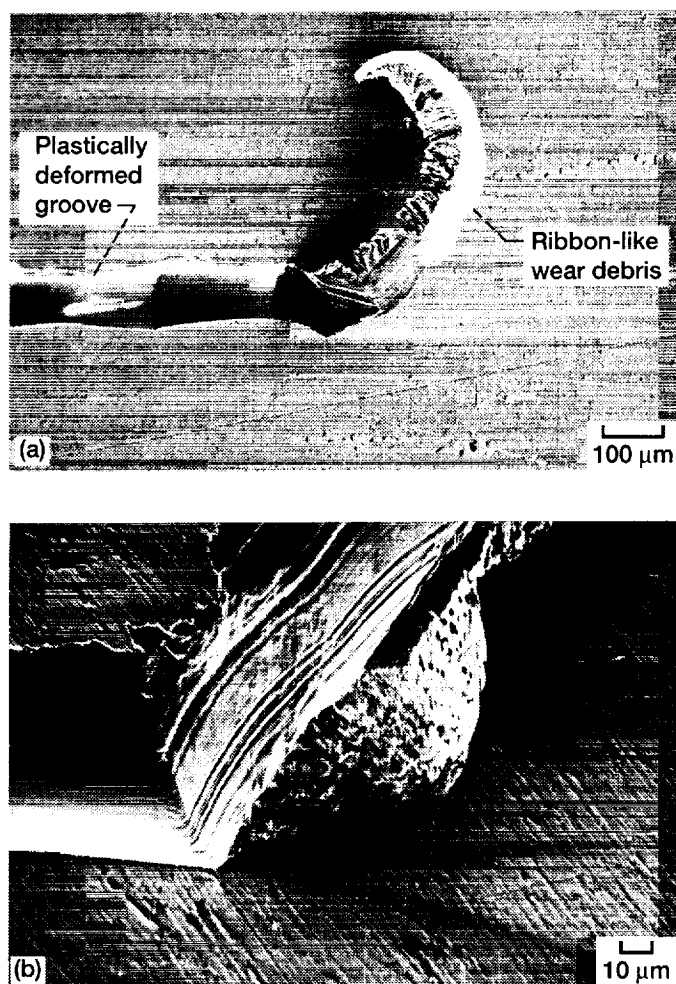 Plastically
deformed
groove
Ribbon-like
wear debris
(a)
100 μm
(b)
10 μm